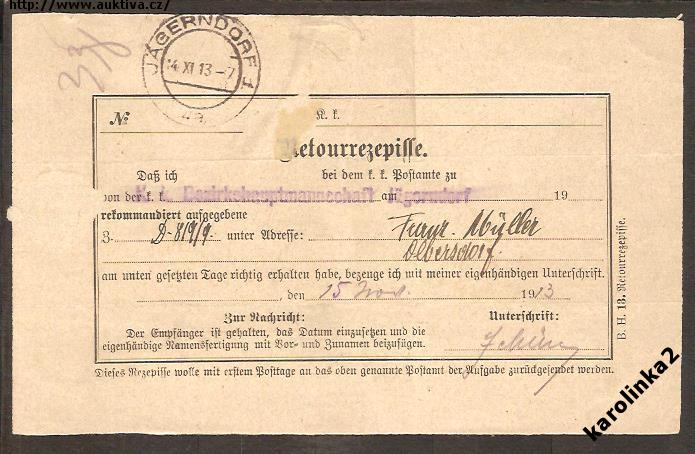 http://www.auktiva.cz/
JÄGERNDORF 1
14 XI 13-7
№ K. k.
Retourrezepisse.
Daß ich bei dem k. k. Postamte zu
von der k. k. K. k. Bezirkshauptmannschaft Jägerndorf am 19
rekommandiert aufgegebene
3. D-819/9. unter Adresse: Franz Müller
Olbersdorf.
am unten gesetzten Tage richtig erhalten habe, bezeuge ich mit meiner eigenhändigen Unterschrift.
, den 15 Nov. 1913
Zur Nachricht: Unterschrift:
Der Empfänger ist gehalten, das Datum einzusetzen und die
eigenhändige Namensfertigung mit Vor- und Zunamen beizufügen.
Dieses Rezepisse wolle mit erstem Posttage an das oben genannte Postamt der Aufgabe zurückgesendet werden.
B. H. 13. Retourrezepisse.
karolinka2